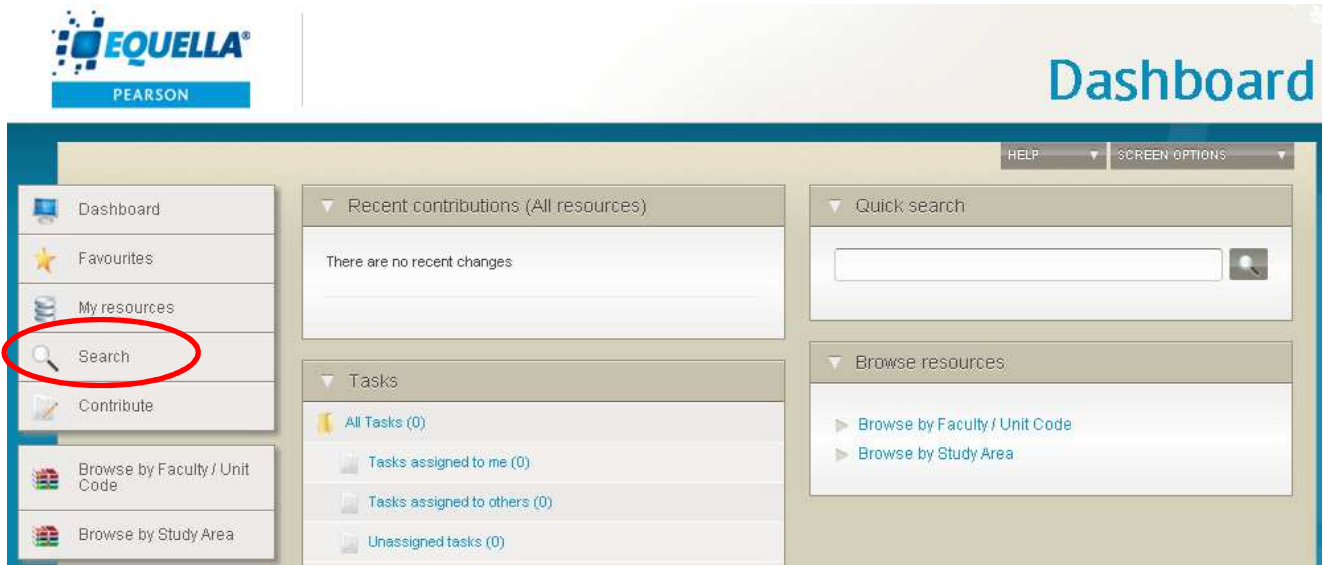 EQUELLA®
PEARSON
Dashboard
HELP
SCREEN OPTIONS
Dashboard
Favourites
My resources
Search
Contribute
Browse by Faculty / Unit
Code
Browse by Study Area
Recent contributions (All resources)
There are no recent changes
Tasks
All Tasks (0)
Tasks assigned to me (0)
Tasks assigned to others (0)
Unassigned tasks (0)
Quick search
Browse resources
Browse by Faculty / Unit Code
Browse by Study Area